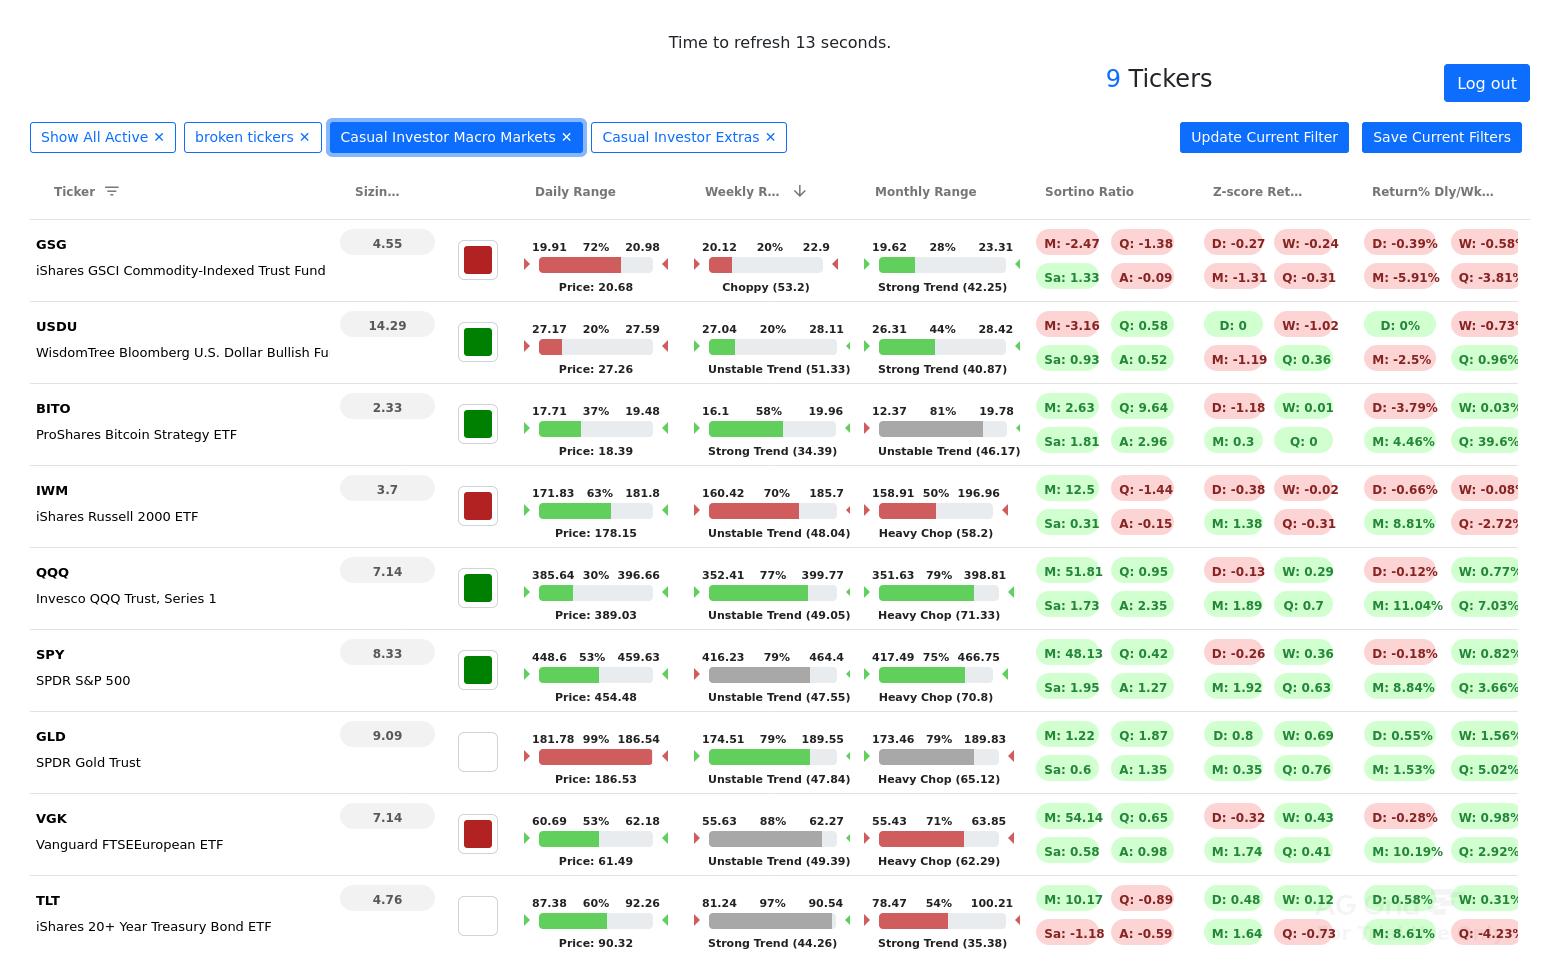 Time to refresh 13 seconds.
9 Tickers
Log out
Show All Active ✕ broken tickers ✕ Casual Investor Macro Markets ✕ Casual Investor Extras ✕ Update Current Filter Save Current Filters
Ticker Sizin… Daily Range Weekly R… Monthly Range Sortino Ratio Z-score Ret… Return% Dly/Wk…
GSG 4.55 19.91 72% 20.98 20.12 20% 22.9 19.62 28% 23.31 M: -2.47 Q: -1.38 D: -0.27 W: -0.24 D: -0.39% W: -0.58%
iShares GSCI Commodity-Indexed Trust Fund Price: 20.68 Choppy (53.2) Strong Trend (42.25) Sa: 1.33 A: -0.09 M: -1.31 Q: -0.31 M: -5.91% Q: -3.81%
USDU 14.29 27.17 20% 27.59 27.04 20% 28.11 26.31 44% 28.42 M: -3.16 Q: 0.58 D: 0 W: -1.02 D: 0% W: -0.73%
WisdomTree Bloomberg U.S. Dollar Bullish Fu Price: 27.26 Unstable Trend (51.33) Strong Trend (40.87) Sa: 0.93 A: 0.52 M: -1.19 Q: 0.36 M: -2.5% Q: 0.96%
BITO 2.33 17.71 37% 19.48 16.1 58% 19.96 12.37 81% 19.78 M: 2.63 Q: 9.64 D: -1.18 W: 0.01 D: -3.79% W: 0.03%
ProShares Bitcoin Strategy ETF Price: 18.39 Strong Trend (34.39) Unstable Trend (46.17) Sa: 1.81 A: 2.96 M: 0.3 Q: 0 M: 4.46% Q: 39.6%
IWM 3.7 171.83 63% 181.8 160.42 70% 185.7 158.91 50% 196.96 M: 12.5 Q: -1.44 D: -0.38 W: -0.02 D: -0.66% W: -0.08%
iShares Russell 2000 ETF Price: 178.15 Unstable Trend (48.04) Heavy Chop (58.2) Sa: 0.31 A: -0.15 M: 1.38 Q: -0.31 M: 8.81% Q: -2.72%
QQQ 7.14 385.64 30% 396.66 352.41 77% 399.77 351.63 79% 398.81 M: 51.81 Q: 0.95 D: -0.13 W: 0.29 D: -0.12% W: 0.77%
Invesco QQQ Trust, Series 1 Price: 389.03 Unstable Trend (49.05) Heavy Chop (71.33) Sa: 1.73 A: 2.35 M: 1.89 Q: 0.7 M: 11.04% Q: 7.03%
SPY 8.33 448.6 53% 459.63 416.23 79% 464.4 417.49 75% 466.75 M: 48.13 Q: 0.42 D: -0.26 W: 0.36 D: -0.18% W: 0.82%
SPDR S&P 500 Price: 454.48 Unstable Trend (47.55) Heavy Chop (70.8) Sa: 1.95 A: 1.27 M: 1.92 Q: 0.63 M: 8.84% Q: 3.66%
GLD 9.09 181.78 99% 186.54 174.51 79% 189.55 173.46 79% 189.83 M: 1.22 Q: 1.87 D: 0.8 W: 0.69 D: 0.55% W: 1.56%
SPDR Gold Trust Price: 186.53 Unstable Trend (47.84) Heavy Chop (65.12) Sa: 0.6 A: 1.35 M: 0.35 Q: 0.76 M: 1.53% Q: 5.02%
VGK 7.14 60.69 53% 62.18 55.63 88% 62.27 55.43 71% 63.85 M: 54.14 Q: 0.65 D: -0.32 W: 0.43 D: -0.28% W: 0.98%
Vanguard FTSEEuropean ETF Price: 61.49 Unstable Trend (49.39) Heavy Chop (62.29) Sa: 0.58 A: 0.98 M: 1.74 Q: 0.41 M: 10.19% Q: 2.92%
TLT 4.76 87.38 60% 92.26 81.24 97% 90.54 78.47 54% 100.21 M: 10.17 Q: -0.89 D: 0.48 W: 0.12 D: 0.58% W: 0.31%
iShares 20+ Year Treasury Bond ETF Price: 90.32 Strong Trend (44.26) Strong Trend (35.38) Sa: -1.18 A: -0.59 M: 1.64 Q: -0.73 M: 8.61% Q: -4.23%